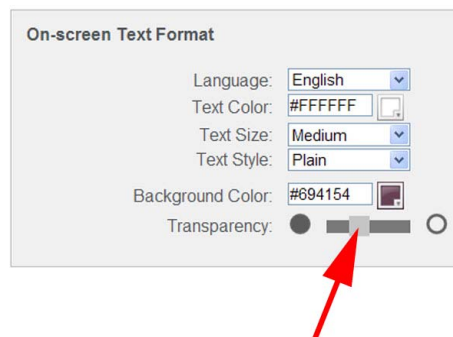 On-screen Text Format
Language: English
Text Color: #FFFFFF
Text Size: Medium
Text Style: Plain
Background Color: #694154
Transparency: